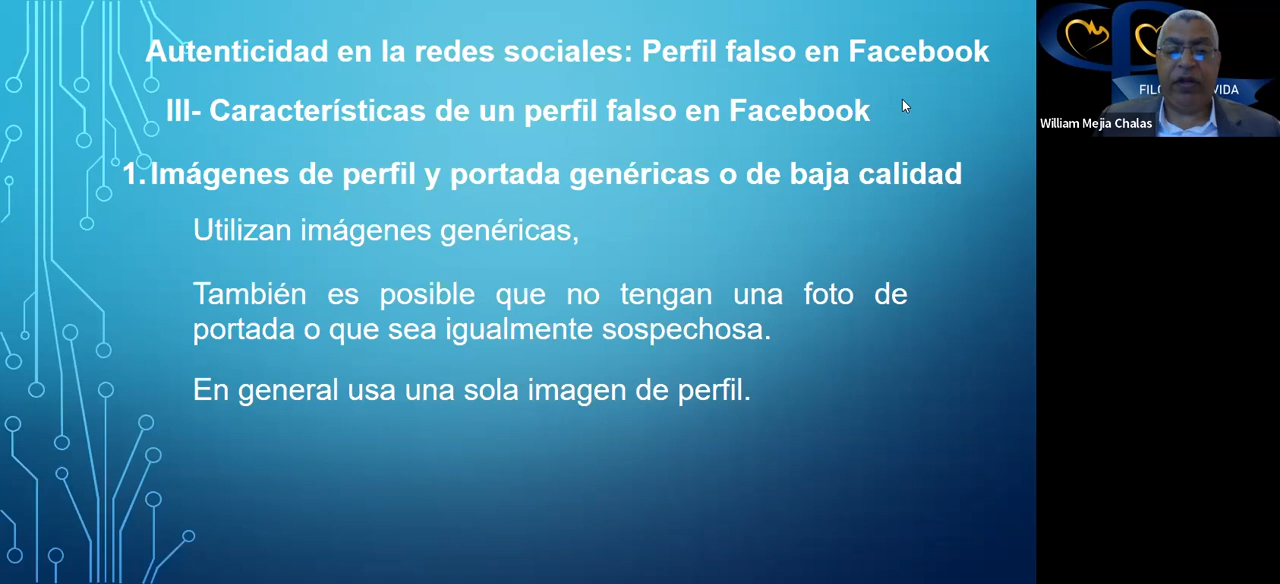 Autenticidad en la redes sociales: Perfil falso en Facebook
III- Características de un perfil falso en Facebook
1. Imágenes de perfil y portada genéricas o de baja calidad
Utilizan imágenes genéricas,
También es posible que no tengan una foto de
portada o que sea igualmente sospechosa.
En general usa una sola imagen de perfil.
William Mejia Chalas